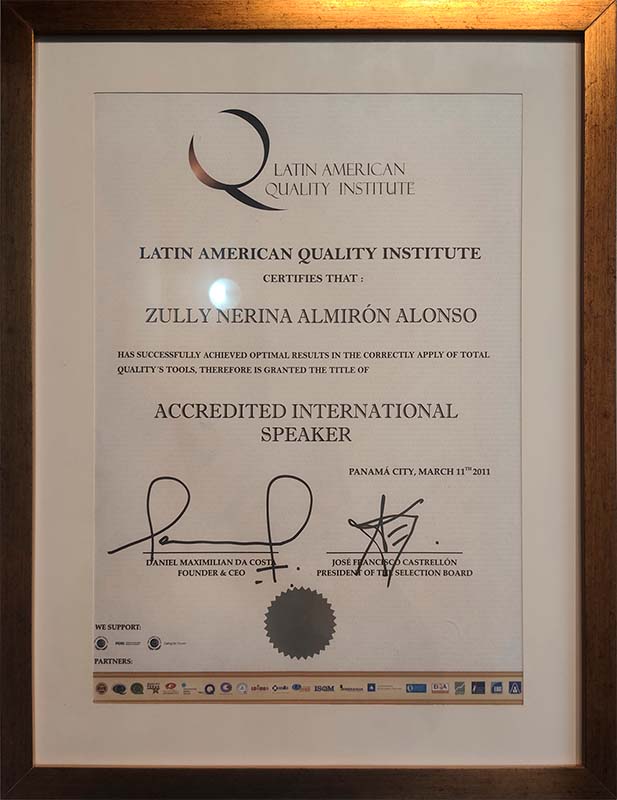 LATIN AMERICAN
QUALITY INSTITUTE
LATIN AMERICAN QUALITY INSTITUTE
CERTIFIES THAT :
ZULLY NERINA ALMIRÓN ALONSO
HAS SUCCESSFULLY ACHIEVED OPTIMAL RESULTS IN THE CORRECTLY APPLY OF TOTAL
QUALITY´S TOOLS, THEREFORE IS GRANTED THE TITLE OF
ACCREDITED INTERNATIONAL
SPEAKER
PANAMÁ CITY, MARCH 11TH 2011
DANIEL MAXIMILIAN DA COSTA
FOUNDER & CEO
JOSÉ FRANCISCO CASTRELLÓN
PRESIDENT OF THE SELECTION BOARD
WE SUPPORT:
PARTNERS: